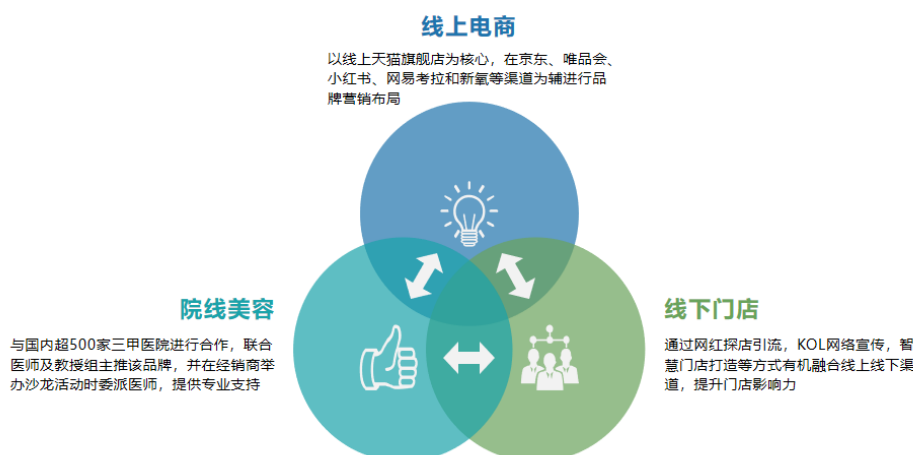 线上电商
以线上天猫旗舰店为核心，在京东、唯品会、
小红书、网易考拉和新氧等渠道为辅进行品
牌营销布局
院线美容
与国内超500家三甲医院进行合作，联合
医师及教授组主推该品牌，并在经销商举
办沙龙活动时委派医师，提供专业支持
线下门店
通过网红探店引流，KOL网络宣传，智
慧门店打造等方式有机融合线上线下渠
道，提升门店影响力